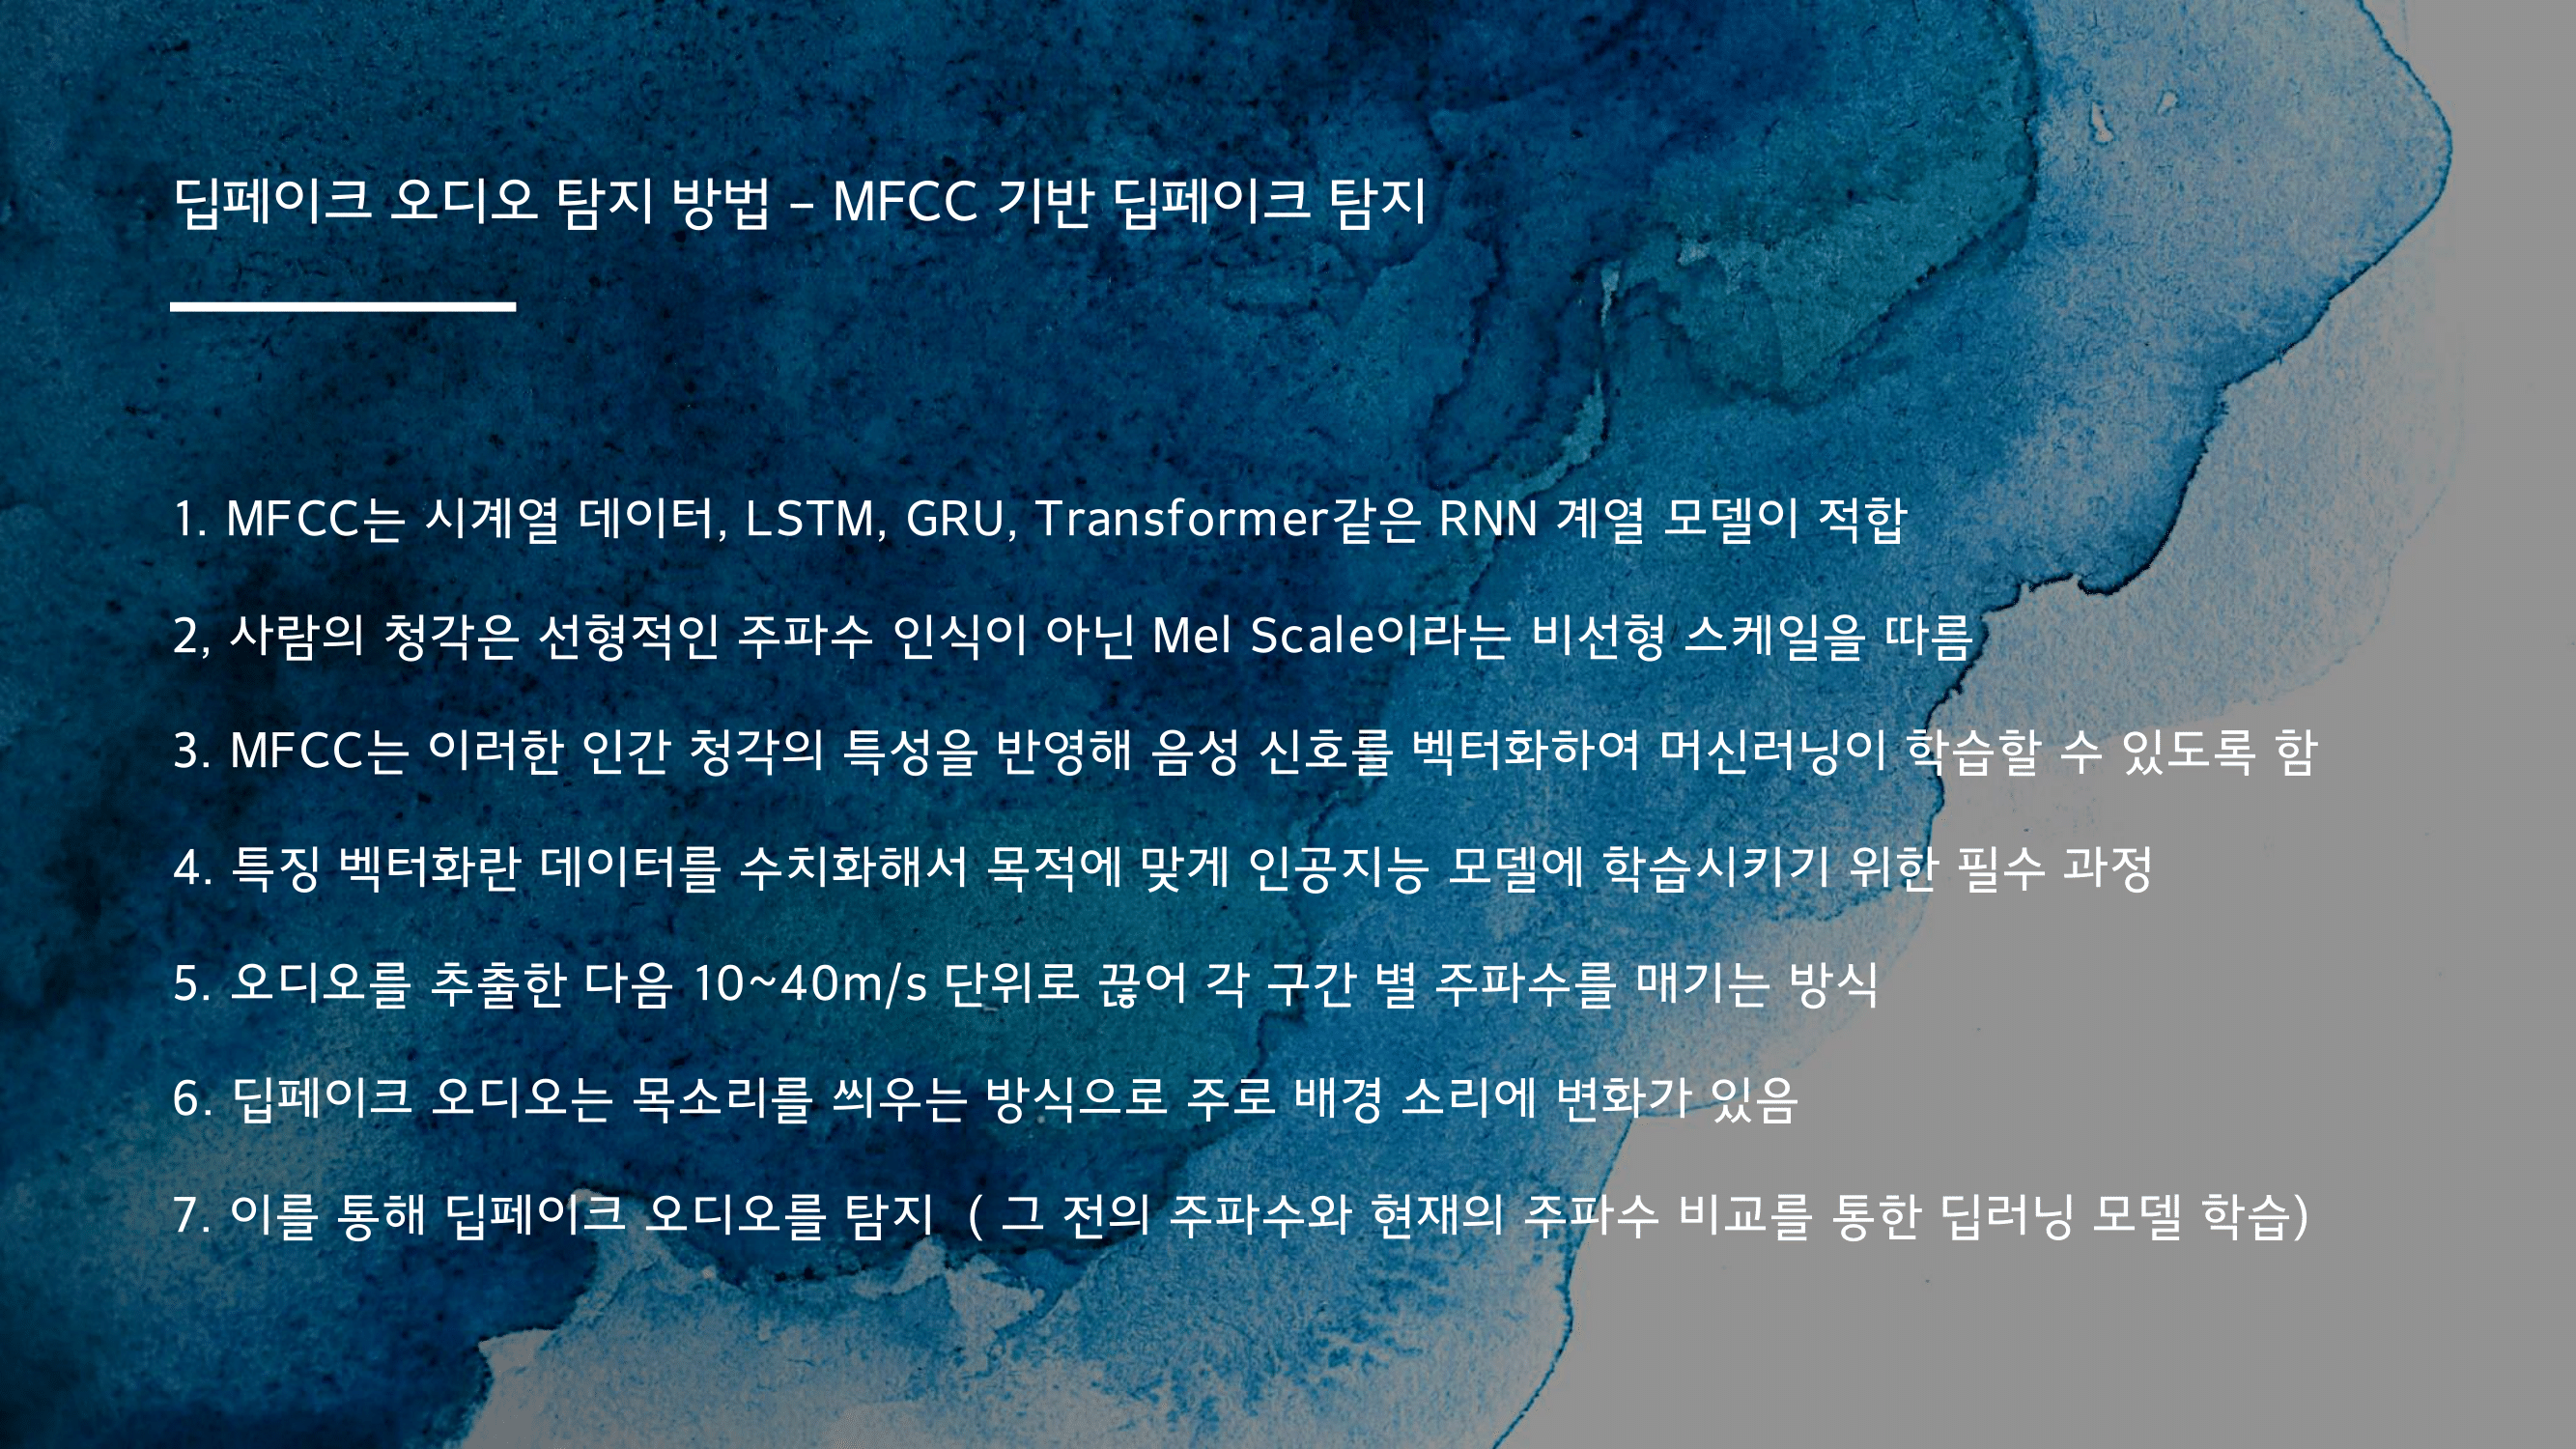 딥페이크 오디오 탐지 방법 – MFCC 기반 딥페이크 탐지
1. MFCC는 시계열 데이터, LSTM, GRU, Transformer같은 RNN 계열 모델이 적합
2, 사람의 청각은 선형적인 주파수 인식이 아닌 Mel Scale이라는 비선형 스케일을 따름
3. MFCC는 이러한 인간 청각의 특성을 반영해 음성 신호를 벡터화하여 머신러닝이 학습할 수 있도록 함
4. 특징 벡터화란 데이터를 수치화해서 목적에 맞게 인공지능 모델에 학습시키기 위한 필수 과정
5. 오디오를 추출한 다음 10~40m/s 단위로 끊어 각 구간 별 주파수를 매기는 방식
6. 딥페이크 오디오는 목소리를 씌우는 방식으로 주로 배경 소리에 변화가 있음
7. 이를 통해 딥페이크 오디오를 탐지 ( 그 전의 주파수와 현재의 주파수 비교를 통한 딥러닝 모델 학습)